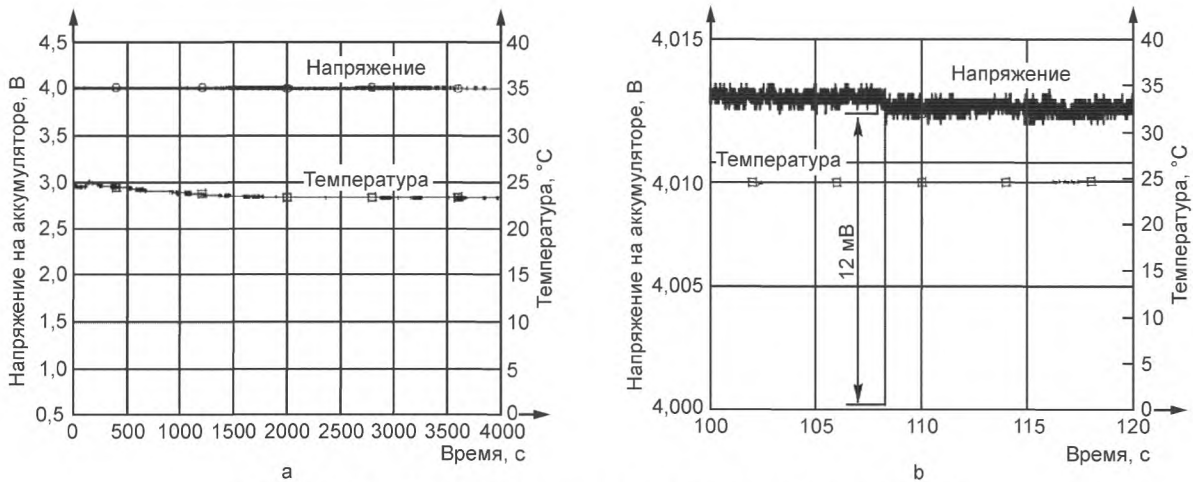 Напряжение на аккумуляторе, В
4,5
4,0
3,5
3,0
2,5
2,0
1,5
1,0
0,5
Напряжение
Температура
40
35
30
25
20
15
10
5
0
Температура, °С
0 500 1000 1500 2000 2500 3000 3500 4000
Время, с
a
Напряжение на аккумуляторе, В
4,015
4,010
4,005
4,000
Напряжение
Температура
12 мВ
40
35
30
25
20
15
10
5
0
Температура, °С
100 105 110 115 120
Время, с
b